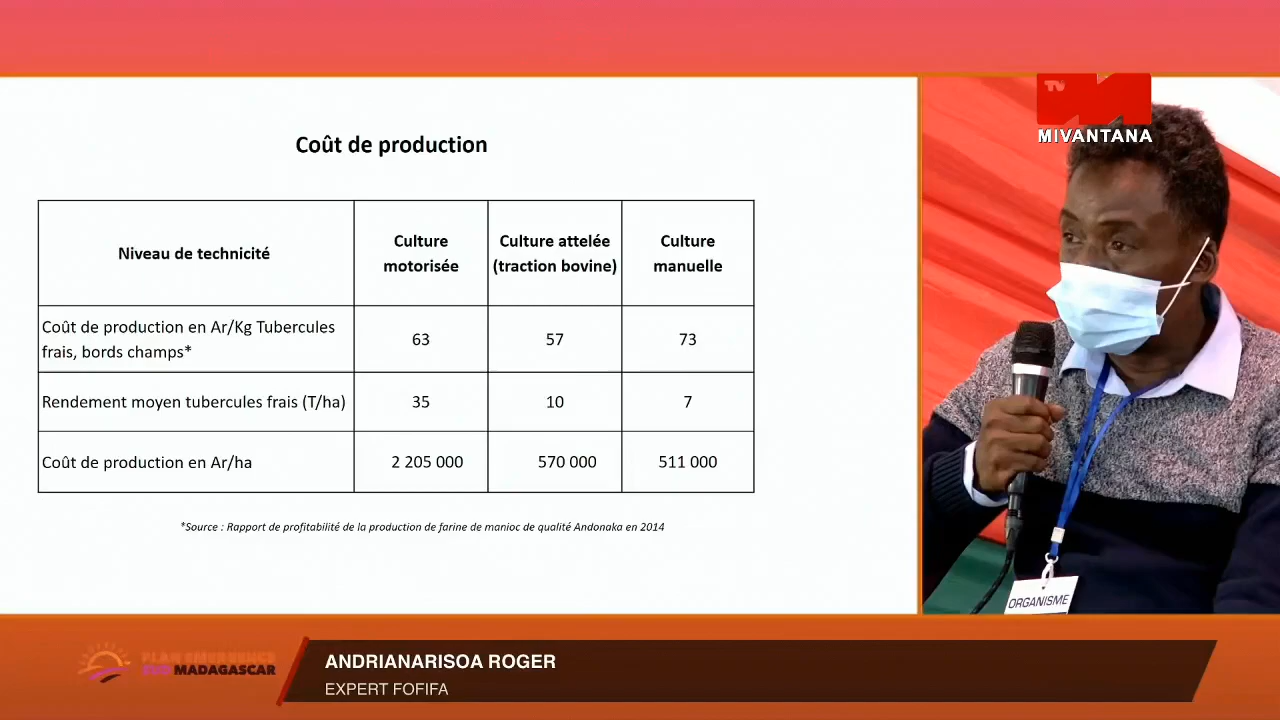 TV
MIVANTANA
Coût de production
Niveau de technicité
Culture
motorisée
Culture attelée
(traction bovine)
Culture
manuelle
Coût de production en Ar/Kg Tubercules
frais, bords champs*
63
57
73
Rendement moyen tubercules frais (T/ha)
35
10
7
Coût de production en Ar/ha
2 205 000
570 000
511 000
*Source : Rapport de profitabilité de la production de farine de manioc de qualité Andonaka en 2014
ORGANISME
PLAN EMERGENCE
SUD MADAGASCAR
ANDRIANARISOA ROGER
EXPERT FOFIFA